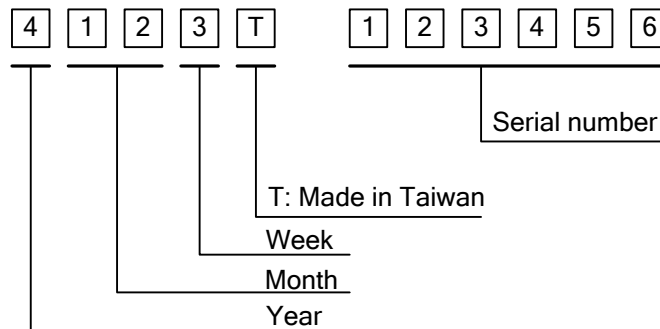 4 1 2 3 T 1 2 3 4 5 6
Serial number
T: Made in Taiwan
Week
Month
Year